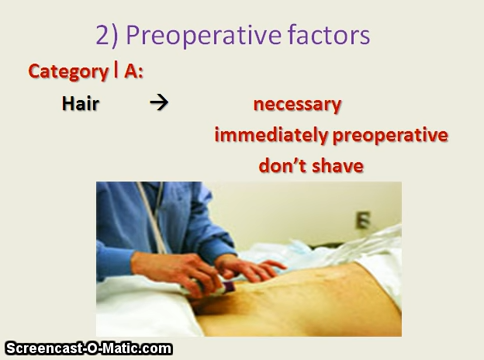 2) Preoperative factors
Category I A:
Hair → necessary
immediately preoperative
don't shave
Screencast-O-Matic.com